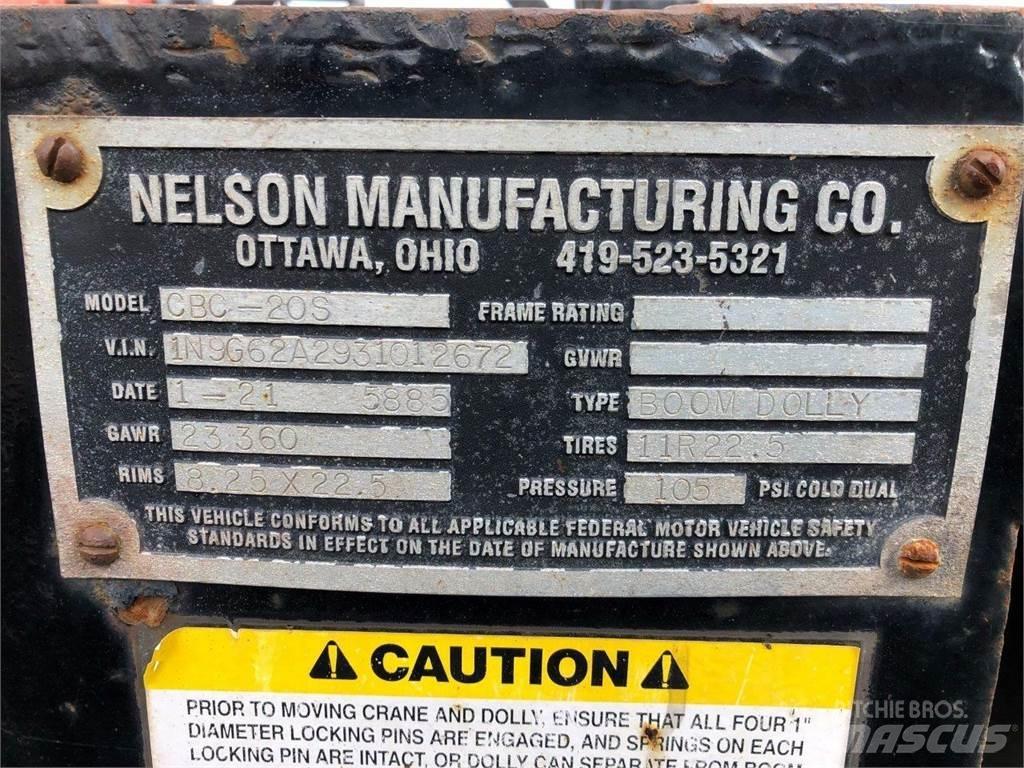 NELSON MANUFACTURING CO.
OTTAWA, OHIO 419-523-5321
MODEL CBC-20S FRAME RATING
V.I.N. 1N9G62A2931012672 GVWR
DATE 1-21 5885 TYPE BOOM DOLLY
GAWR 23360 TIRES 11R22.5
RIMS 8.25X22.5 PRESSURE 105 PSI COLD DUAL
THIS VEHICLE CONFORMS TO ALL APPLICABLE FEDERAL MOTOR VEHICLE SAFETY
STANDARDS IN EFFECT ON THE DATE OF MANUFACTURE SHOWN ABOVE.
CAUTION
PRIOR TO MOVING CRANE AND DOLLY, ENSURE THAT ALL FOUR 1"
DIAMETER LOCKING PINS ARE ENGAGED, AND SPRINGS ON EACH
LOCKING PIN ARE INTACT, OR DOLLY CAN SEPARATE FROM BOOM
RITCHIE BROS.
MASCUS